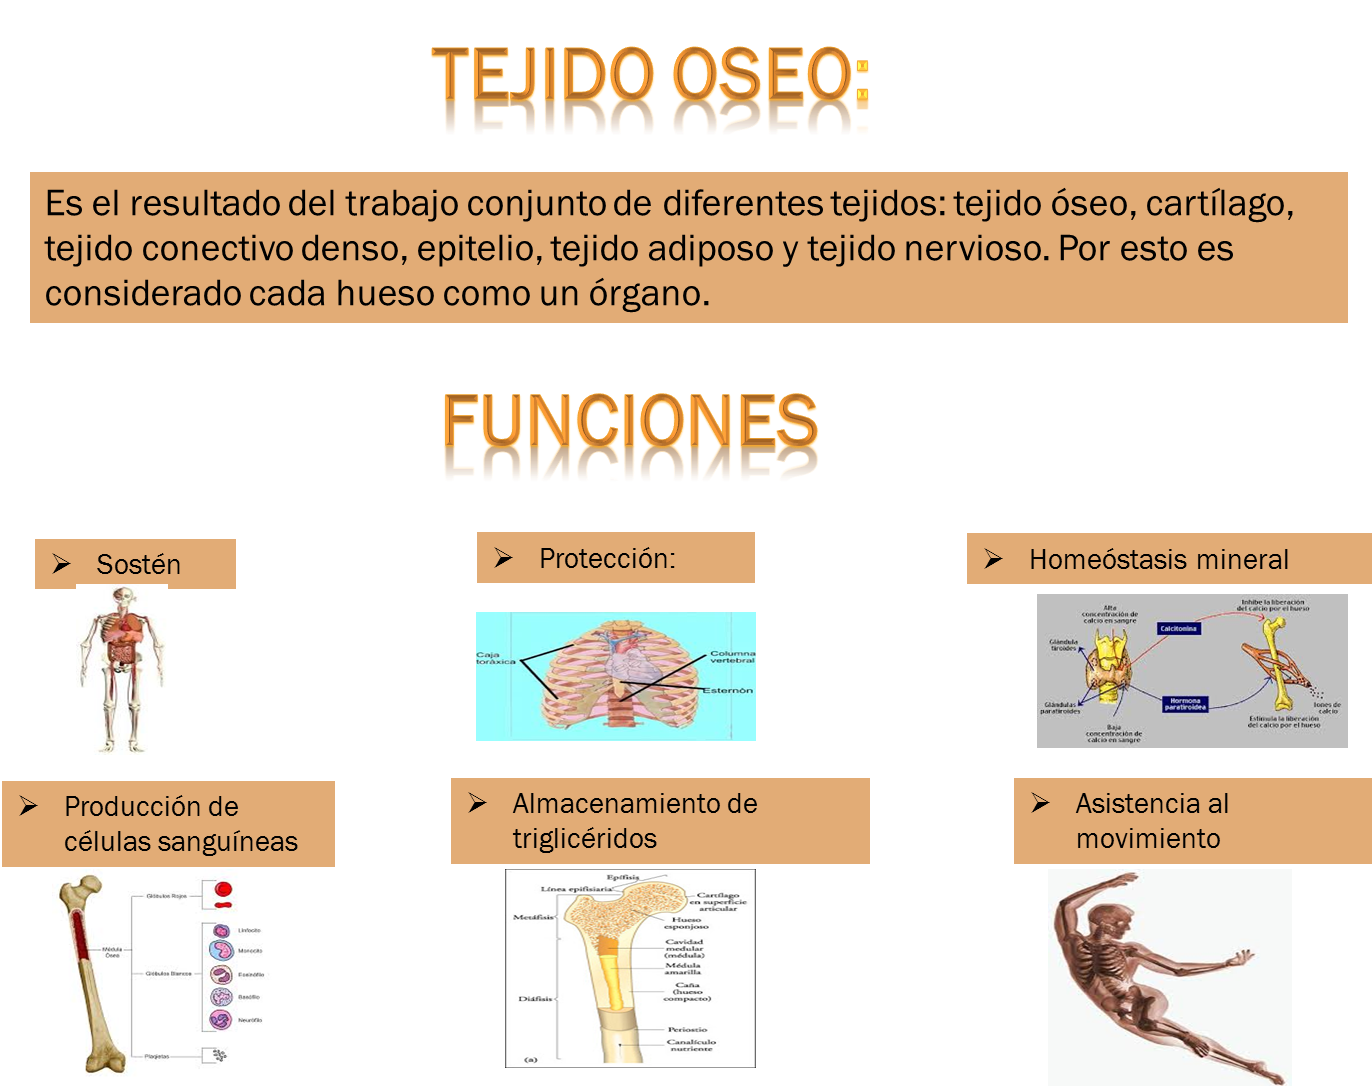 TEJIDO OSEO:
Es el resultado del trabajo conjunto de diferentes tejidos: tejido óseo, cartílago,
tejido conectivo denso, epitelio, tejido adiposo y tejido nervioso. Por esto es
considerado cada hueso como un órgano.
FUNCIONES
Sostén
Protección:
Caja
toráxica
Columna
vertebral
Esternón
Homeóstasis mineral
Alta
concentración de
calcio en sangre
Inhibe la liberación
del calcio por el hueso
Calcitonina
Glándula
tiroides
Glándulas
paratiroides
Hormona
paratiroidea
Iones de
calcio
Baja
concentración de
calcio en sangre
Estimula la liberación
del calcio por el hueso
Producción de
células sanguíneas
Glóbulos Rojos
Médula
Ósea
Glóbulos Blancos
Linfocito
Monocito
Eosinófilo
Basófilo
Neurófilo
Plaquetas
Almacenamiento de
triglicéridos
Epífisis
Línea epifisiaria
Cartílago
en superficie
articular
Metáfisis
Hueso
esponjoso
Cavidad
medular
(médula)
Médula
amarilla
Diáfisis
Caña
(hueso
compacto)
Periostio
Canalículo
nutriente
(a)
Asistencia al
movimiento